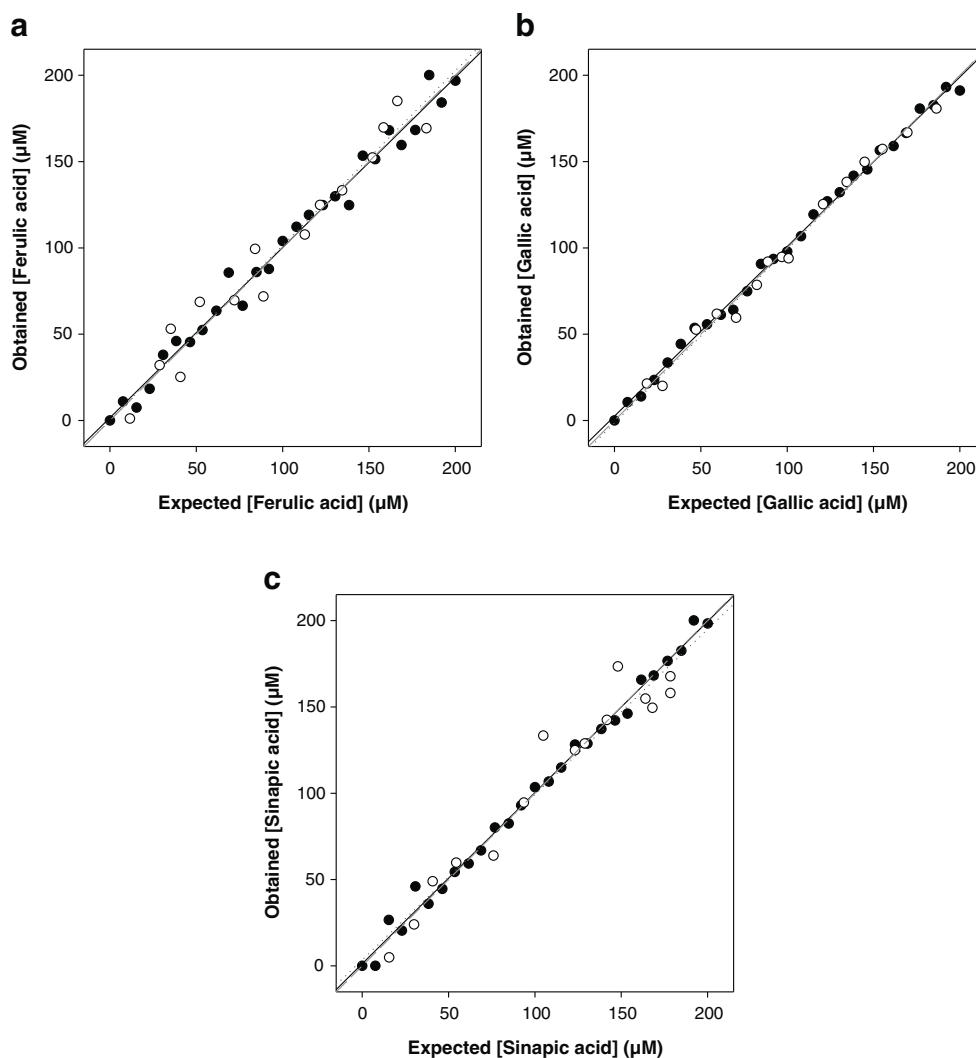 a
200
150
100
50
0
Obtained [Ferulic acid] (µM)
0 50 100 150 200
Expected [Ferulic acid] (µM)
b
200
150
100
50
0
Obtained [Gallic acid] (µM)
0 50 100 150 200
Expected [Gallic acid] (µM)
c
200
150
100
50
0
Obtained [Sinapic acid] (µM)
0 50 100 150 200
Expected [Sinapic acid] (µM)